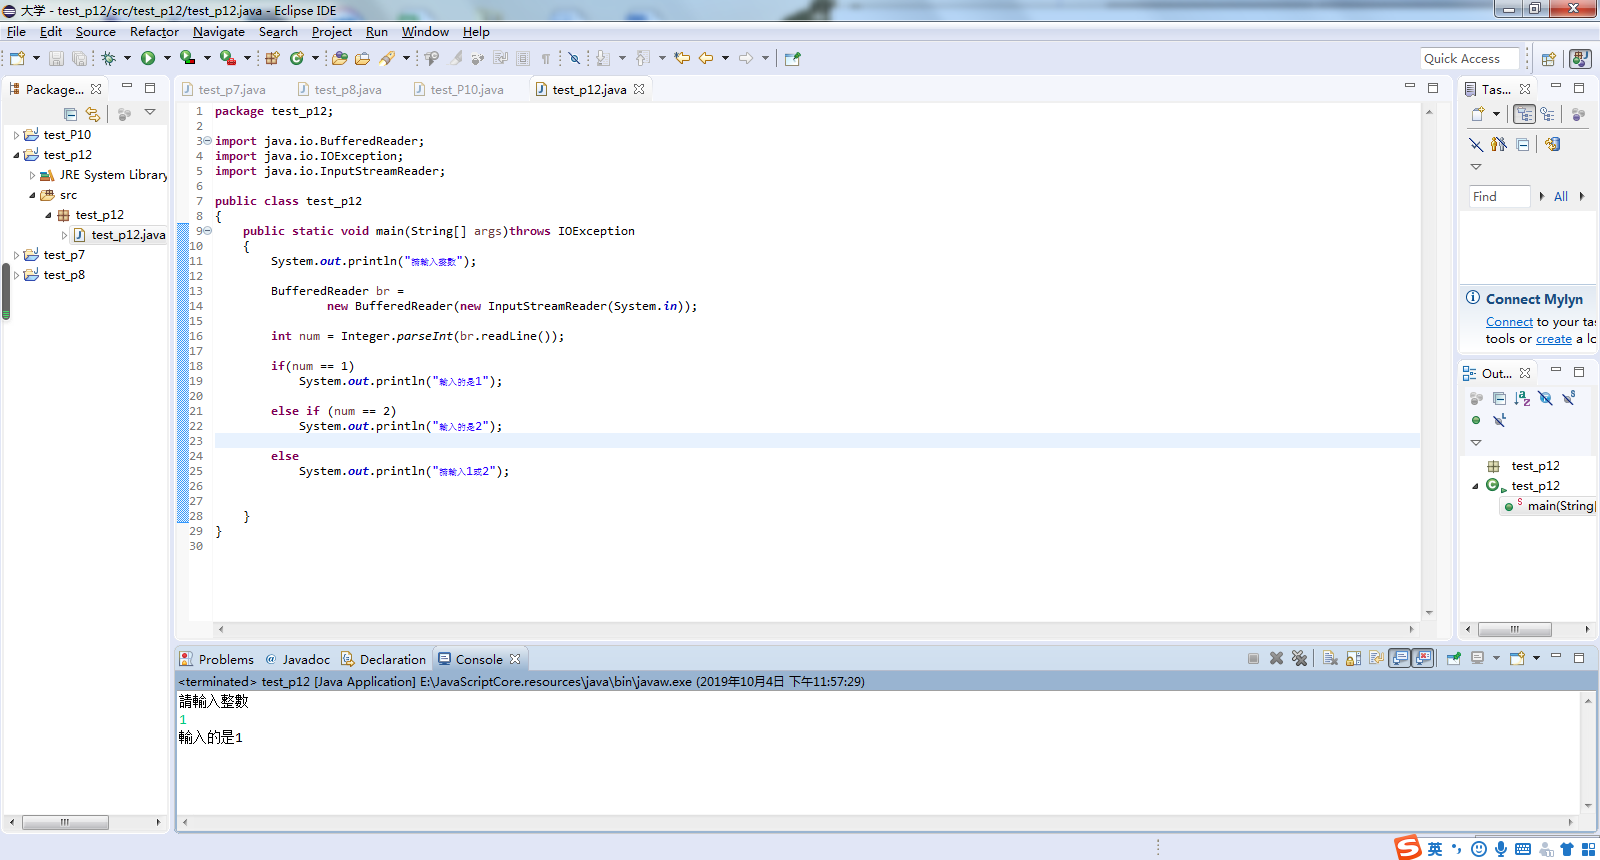 大学 - test_p12/src/test_p12/test_p12.java - Eclipse IDE
File Edit Source Refactor Navigate Search Project Run Window Help
Quick Access
Package...
test_P10
test_p12
JRE System Library
src
test_p12
test_p12.java
test_p7
test_p8
test_p7.java test_p8.java test_P10.java test_p12.java
1 package test_p12;
2
3 import java.io.BufferedReader;
4 import java.io.IOException;
5 import java.io.InputStreamReader;
6
7 public class test_p12
8 {
9 public static void main(String[] args)throws IOException
10 {
11 System.out.println("請輸入整數");
12
13 BufferedReader br =
14 new BufferedReader(new InputStreamReader(System.in));
15
16 int num = Integer.parseInt(br.readLine());
17
18 if(num == 1)
19 System.out.println("輸入的是1");
20
21 else if (num == 2)
22 System.out.println("輸入的是2");
23
24 else
25 System.out.println("請輸入1或2");
26
27
28 }
29 }
30
Tas...
Find All
Connect Mylyn
Connect to your tas
tools or create a lo
Out...
test_p12
test_p12
main(String[
Problems Javadoc Declaration Console
<terminated> test_p12 [Java Application] E:\JavaScriptCore.resources\java\bin\javaw.exe (2019年10月4日 下午11:57:29)
請輸入整數
1
輸入的是1
英